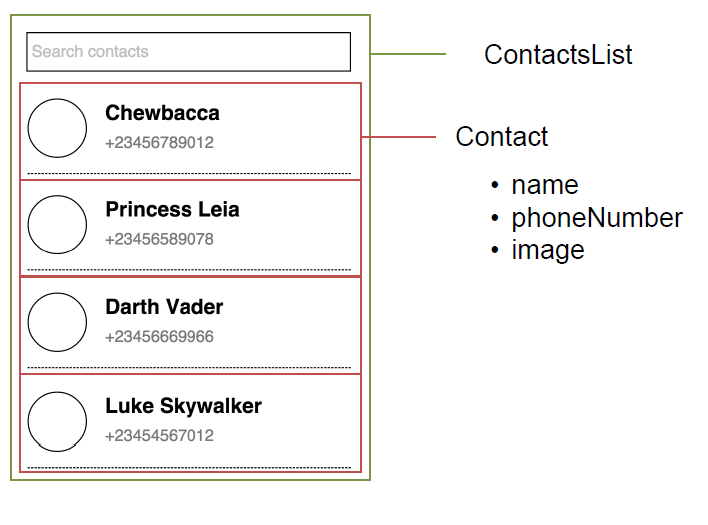 Search contacts
Chewbacca
+23456789012
Princess Leia
+23456589078
Darth Vader
+23456669966
Luke Skywalker
+23454567012
ContactsList
Contact
• name
• phoneNumber
• image